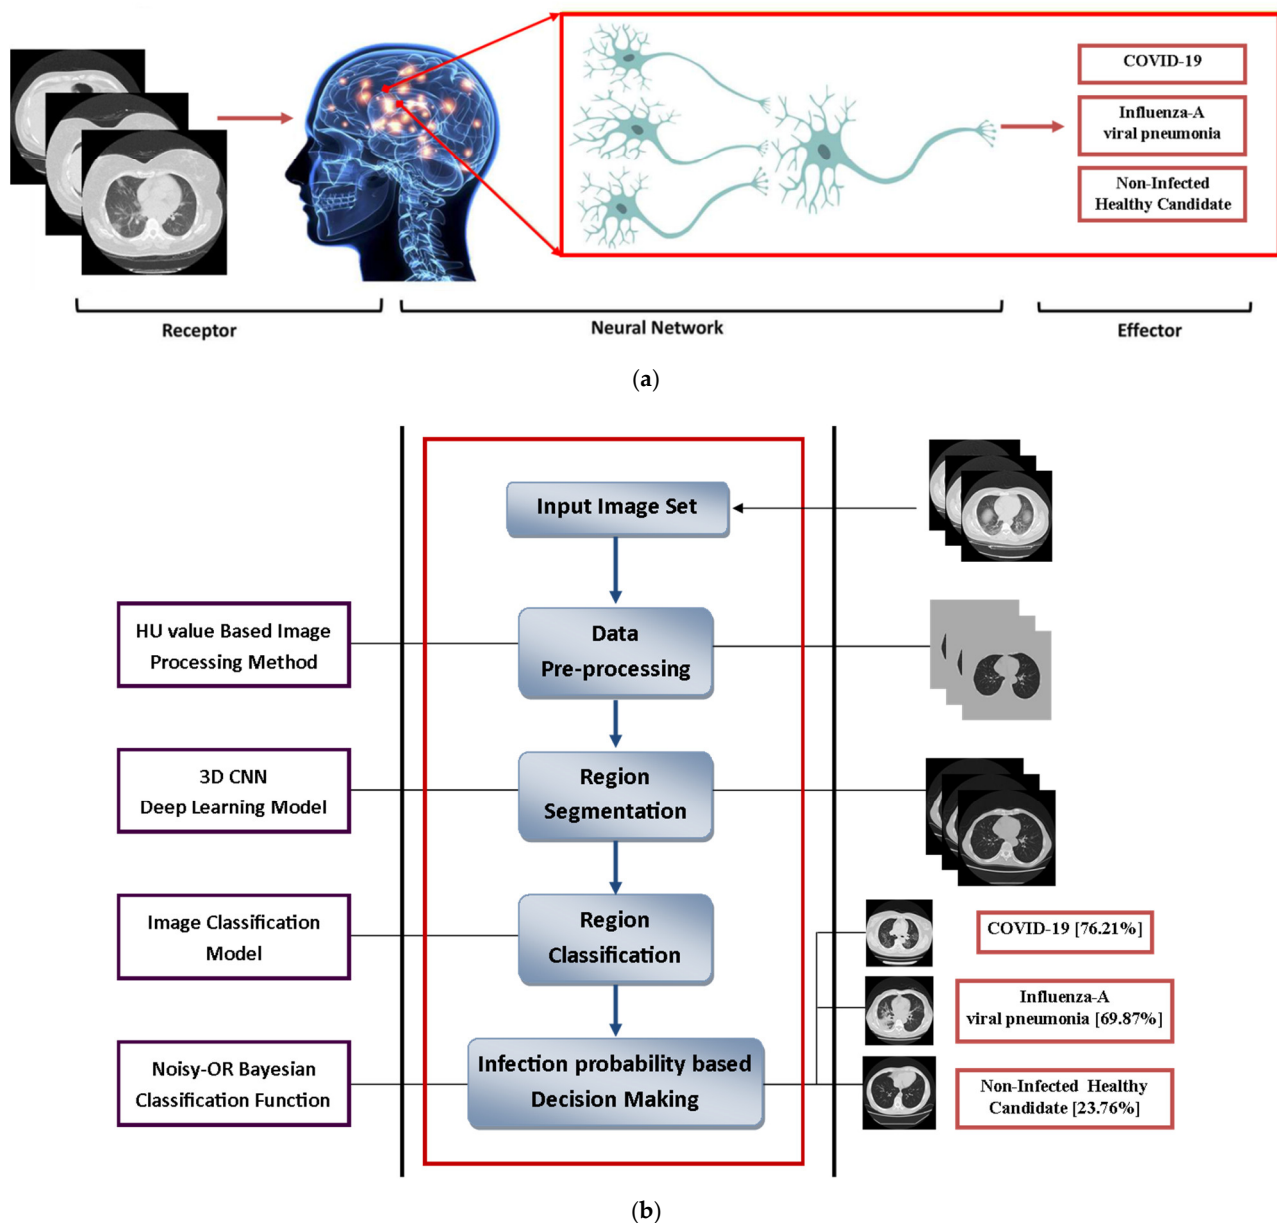 COVID-19
Influenza-A
viral pneumonia
Non-Infected
Healthy Candidate
Receptor
Neural Network
Effector
(a)
Input Image Set
HU value Based Image
Processing Method
Data
Pre-processing
3D CNN
Deep Learning Model
Region
Segmentation
Image Classification
Model
Region
Classification
COVID-19 [76.21%]
Influenza-A
viral pneumonia [69.87%]
Noisy-OR Bayesian
Classification Function
Infection probability based
Decision Making
Non-Infected Healthy
Candidate [23.76%]
(b)